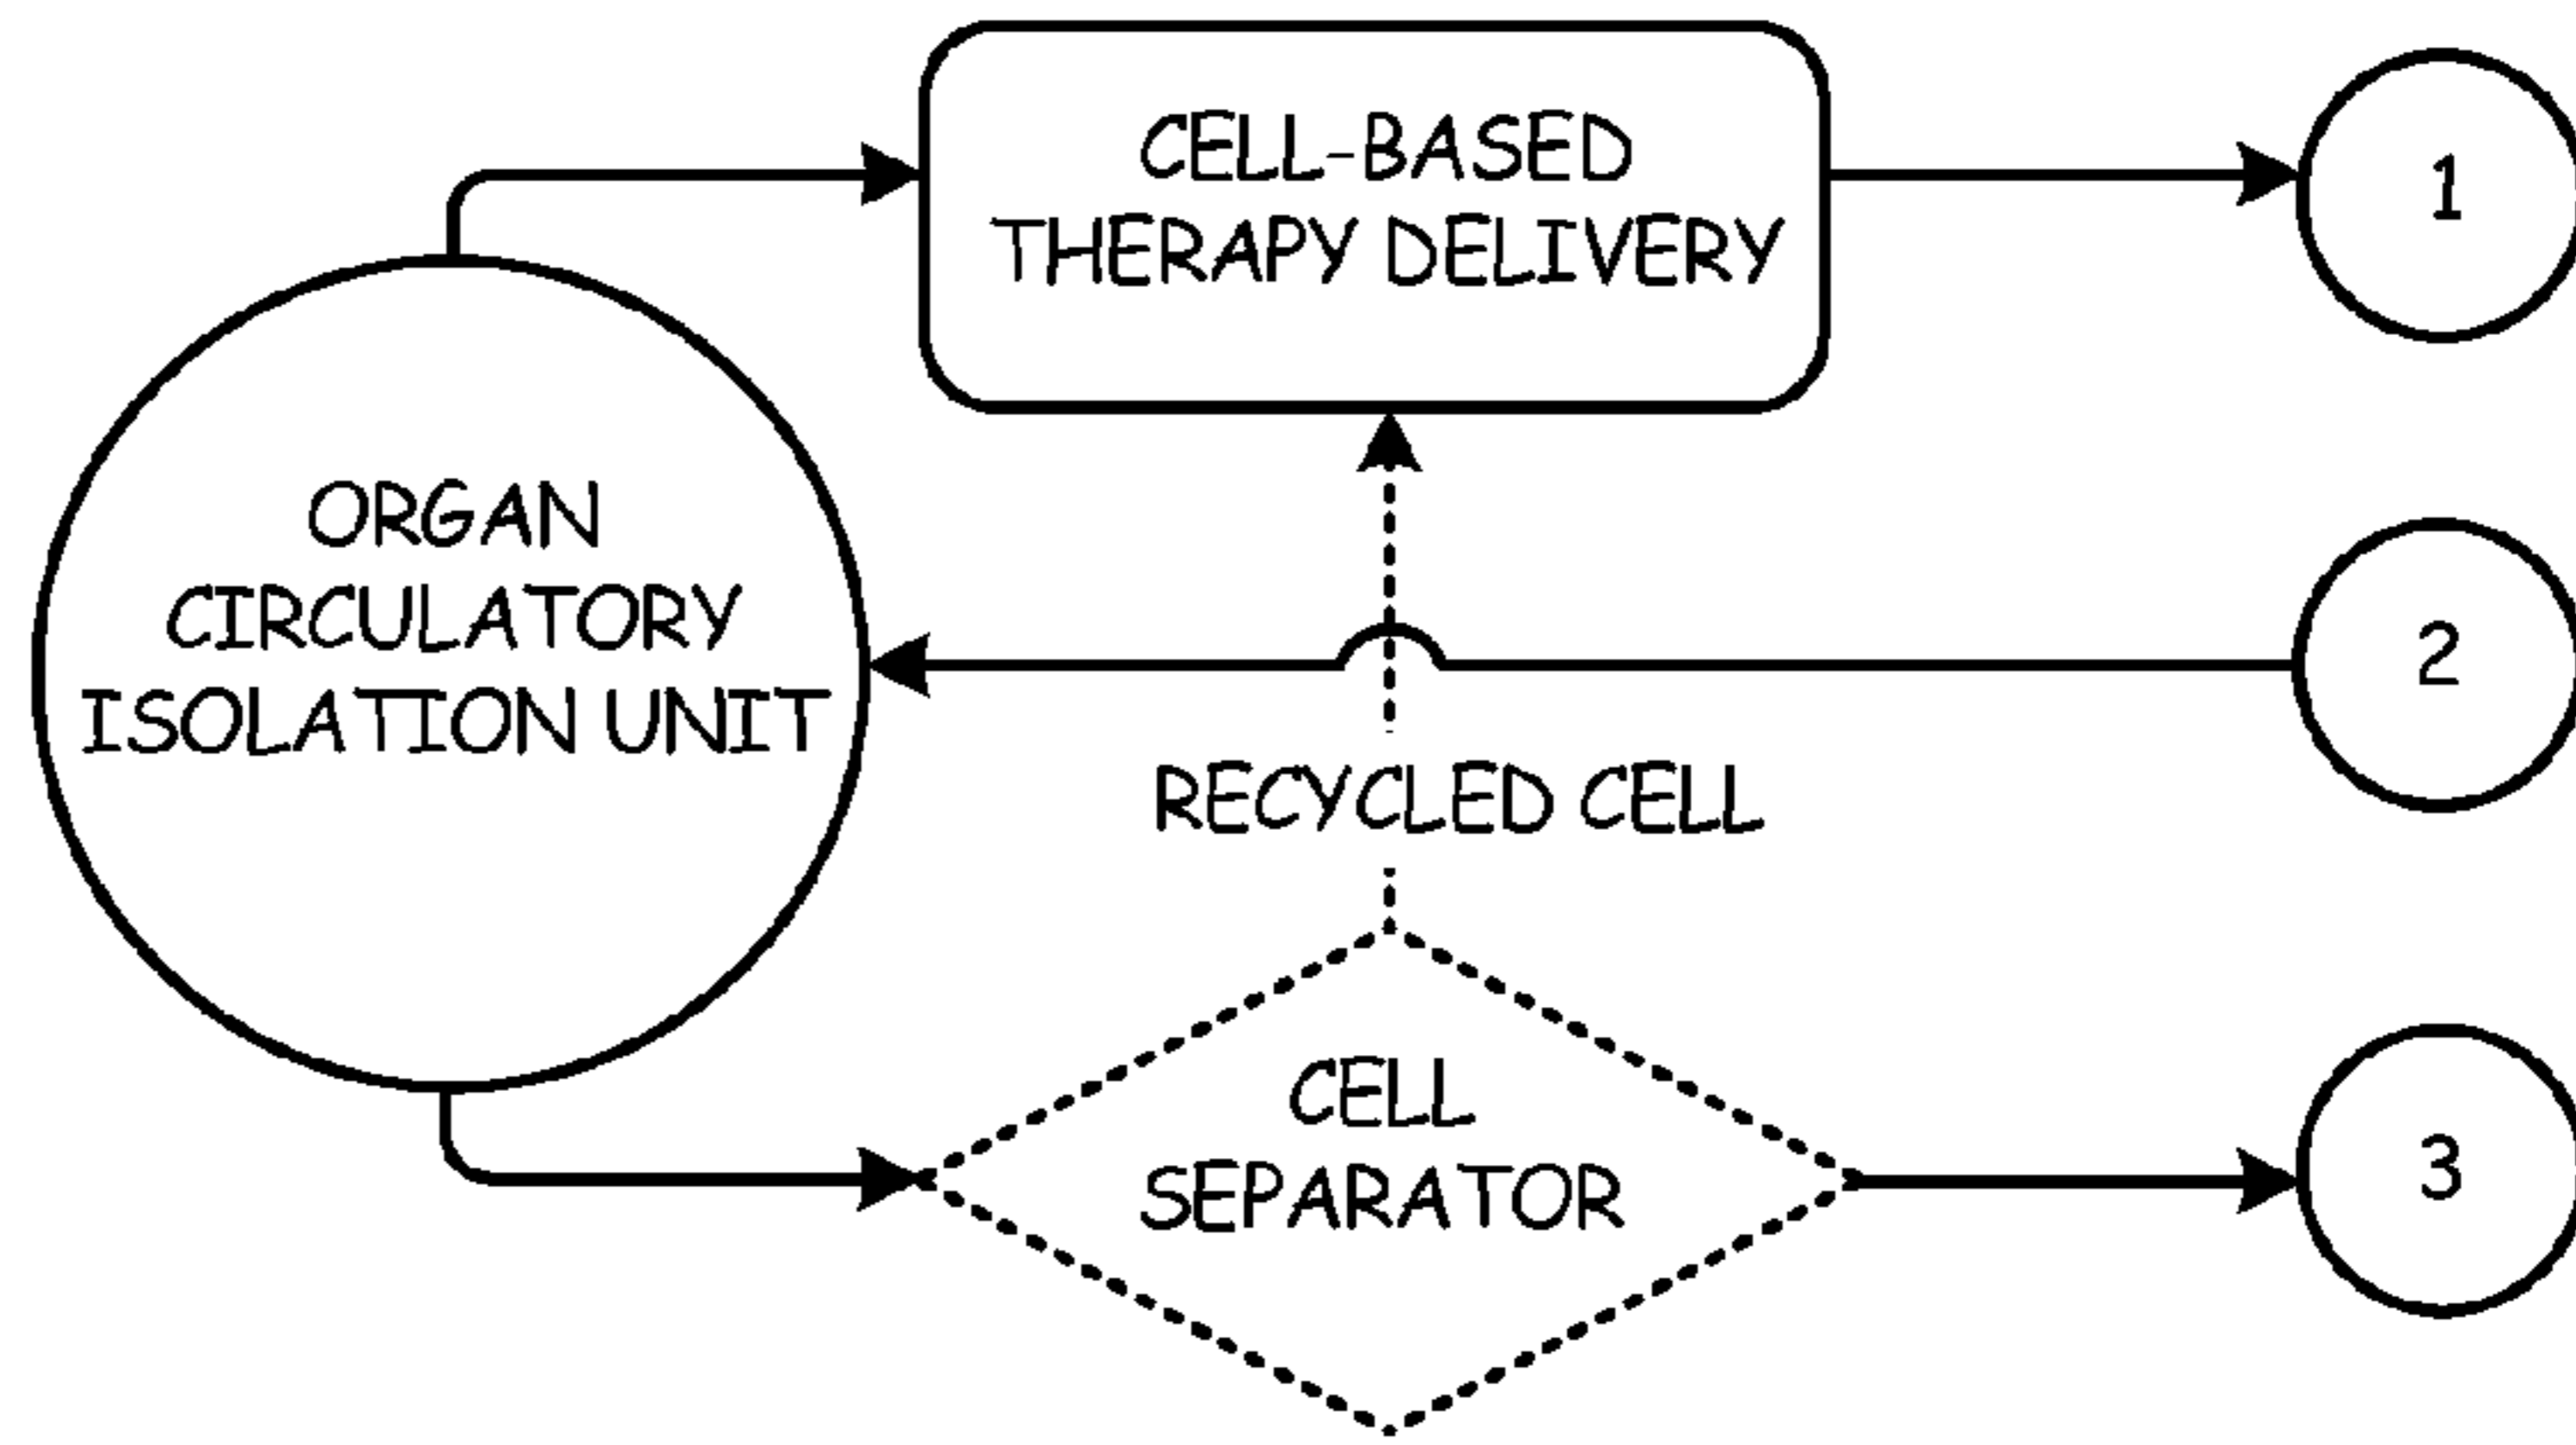 CELL-BASED
THERAPY DELIVERY
1
ORGAN
CIRCULATORY
ISOLATION UNIT
2
RECYCLED CELL
CELL
SEPARATOR
3